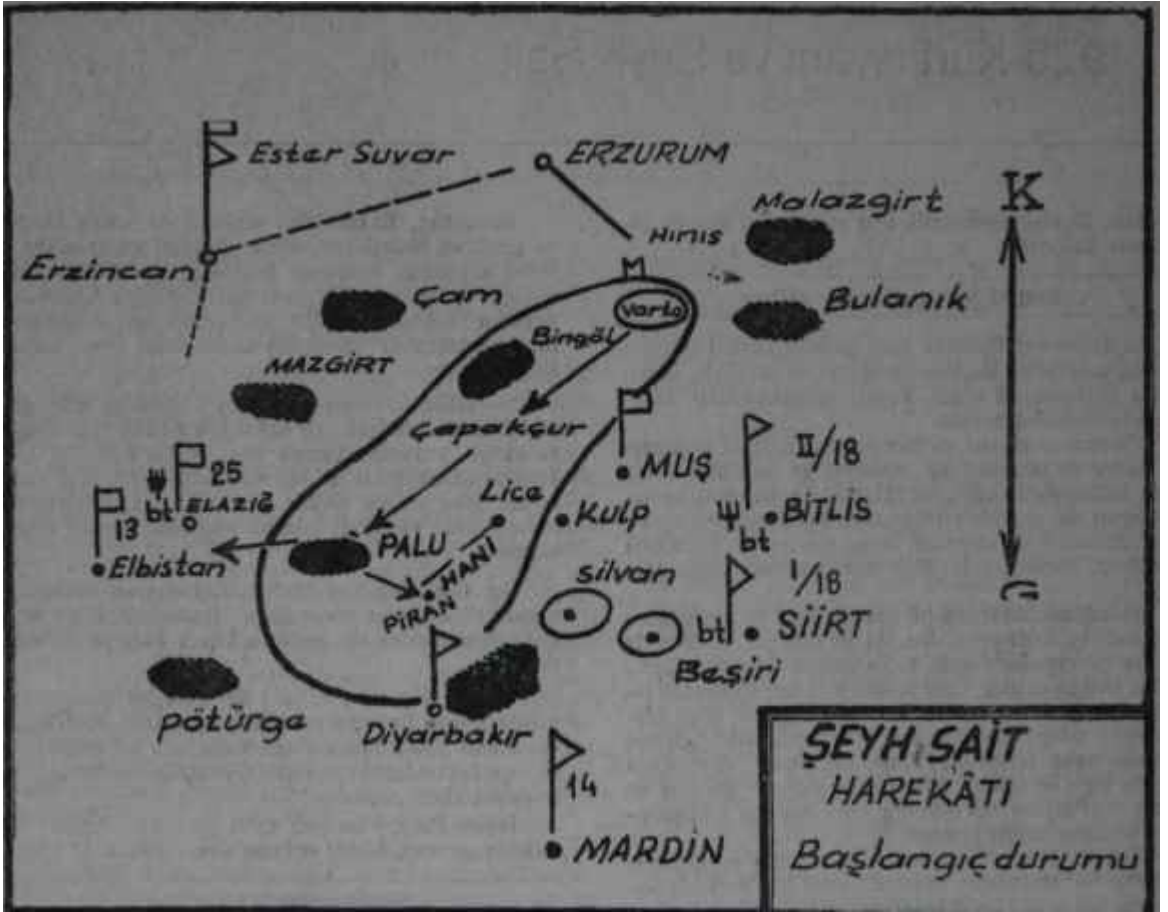 Ester Suvar
ERZURUM
Malazgirt
K
HINIS
Erzincan
Çam
Varto
Bulanık
Bingöl
MAZGİRT
Çapakçur
MUŞ
II/18
25
Lice
bt
ELAZIĞ
Kulp
BİTLİS
13
bt
PALU
HANI
Elbistan
Silvan
I/18
PİRAN
bt
SİİRT
Beşiri
pötürge
Diyarbakır
14
MARDİN
ŞEYH SAİT
HAREKÂTI
Başlangıç durumu